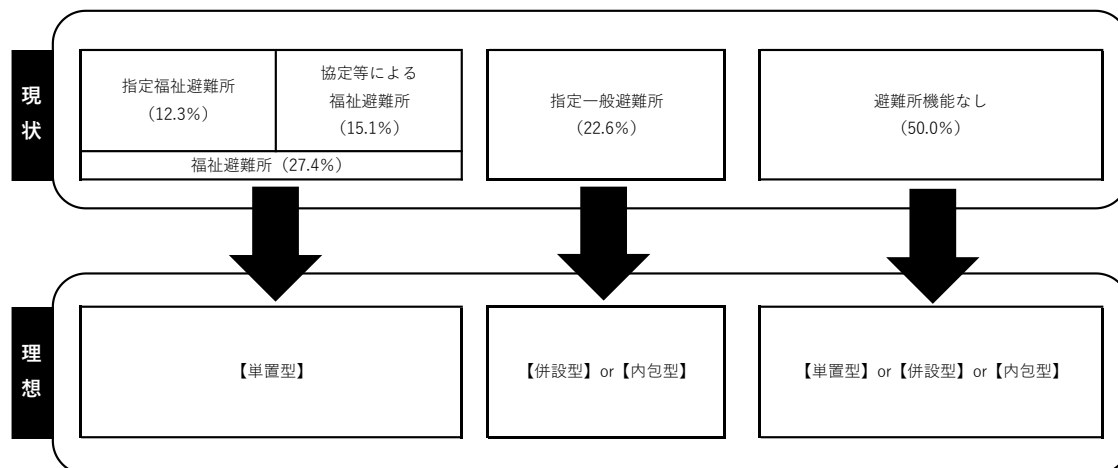 現状
指定福祉避難所
（12.3%）
協定等による
福祉避難所
（15.1%）
福祉避難所（27.4%）
指定一般避難所
（22.6%）
避難所機能なし
（50.0%）
理想
【単置型】
【併設型】or【内包型】
【単置型】or【併設型】or【内包型】